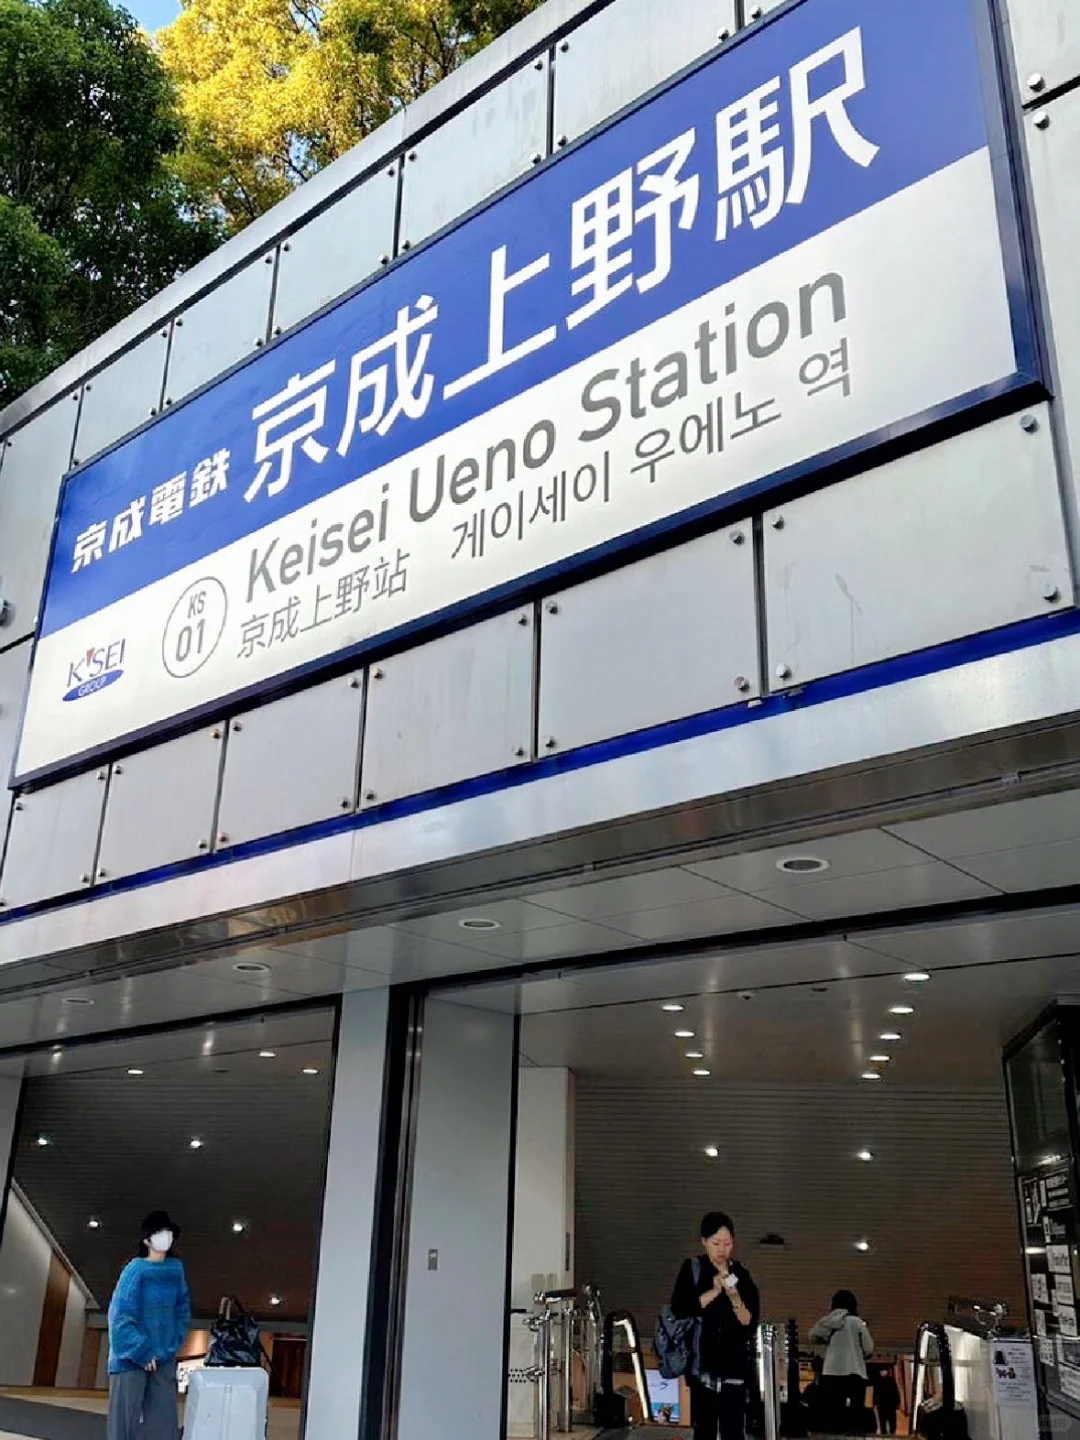 京成電鉄 京成上野駅
KS
01
Keisei Ueno Station
京成上野站 게이세이 우에노 역
KEISEI
GROUP